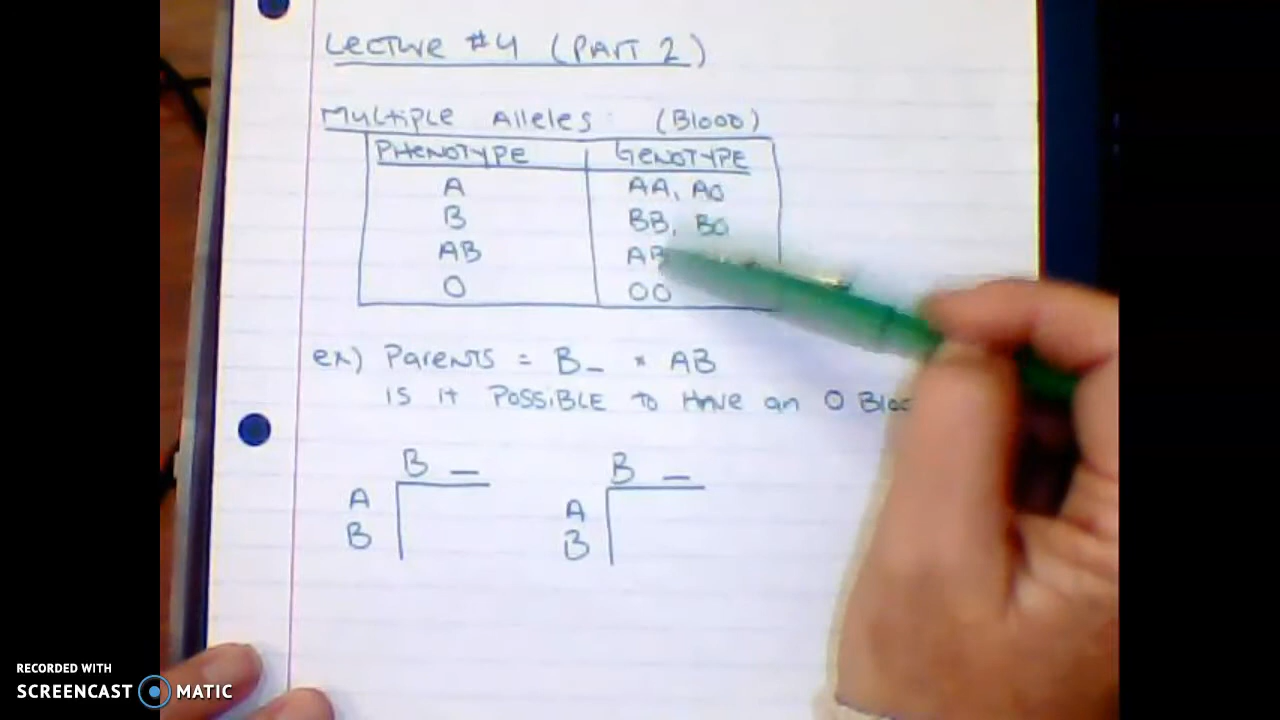 Lecture #4 (Part 2)
Multiple Alleles: (Blood)
Phenotype Genotype
A AA, AO
B BB, BO
AB AB
O OO
ex) Parents = B_ × AB
is it possible to have an O
B _ B _
A A
B B
RECORDED WITH
SCREENCAST MATIC